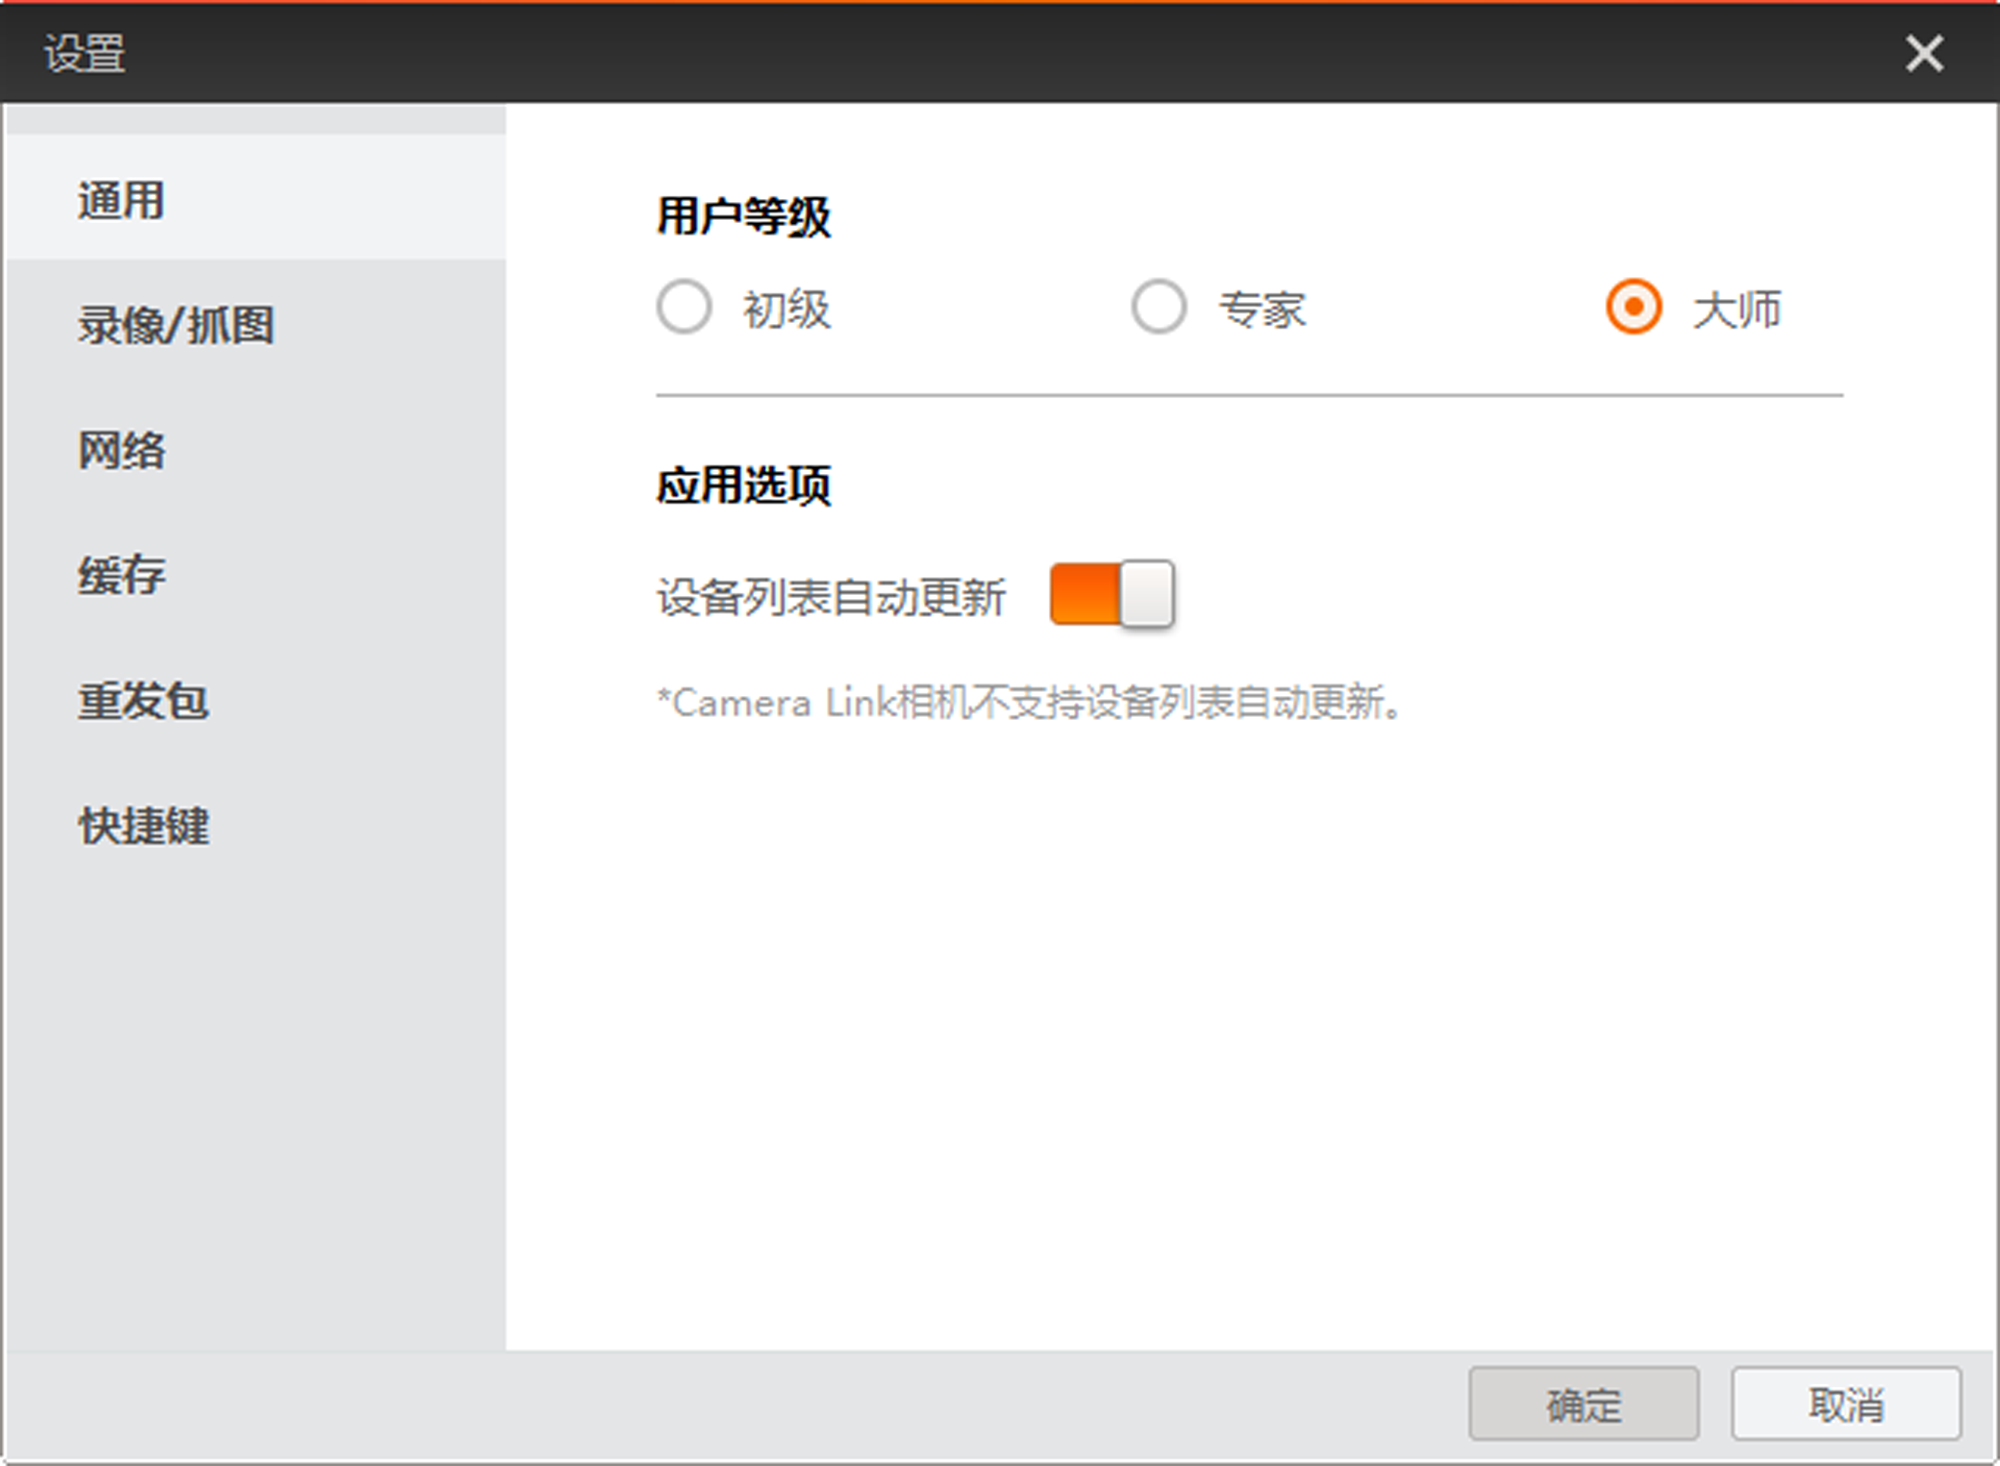 设置
通用
录像/抓图
网络
缓存
重发包
快捷键
用户等级
初级 专家 大师
应用选项
设备列表自动更新
*Camera Link相机不支持设备列表自动更新。
确定 取消